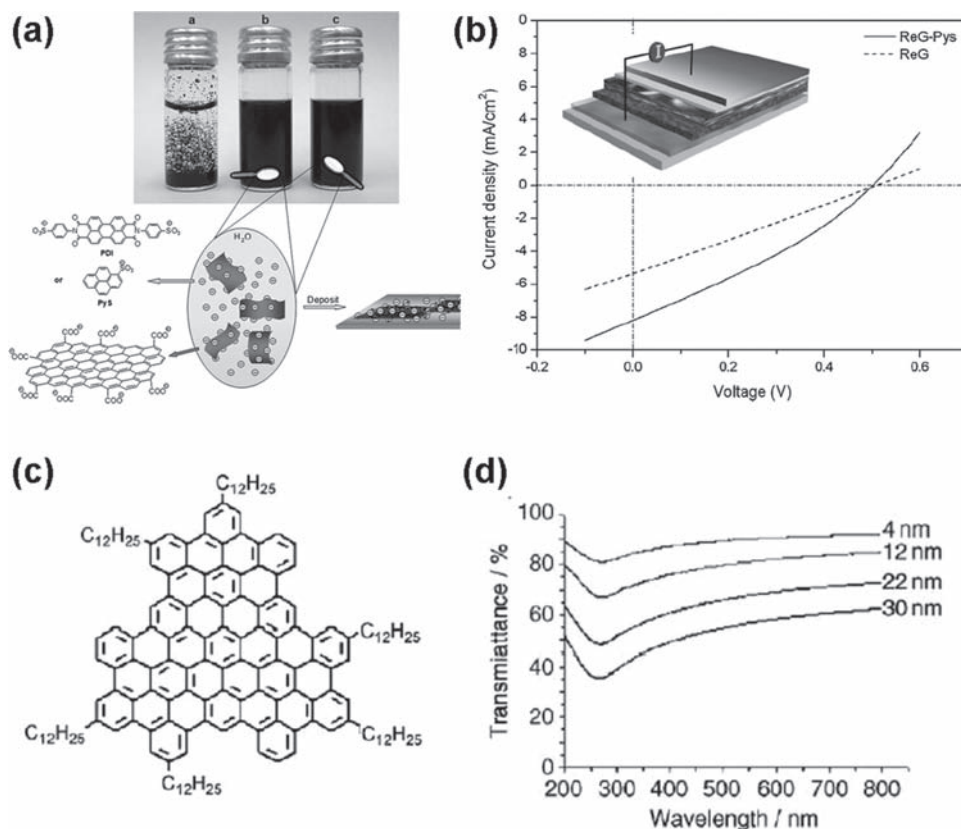 (a)
a
b
c
H₂O
PDI
or
PyS
Deposit
(b)
Current density (mA/cm²)
8
6
4
2
0
-2
-4
-6
-8
-10
-0.2
0.0
0.2
0.4
0.6
Voltage (V)
ReG-Pys
ReG
I
(c)
C₁₂H₂₅
C₁₂H₂₅
C₁₂H₂₅
C₁₂H₂₅
C₁₂H₂₅
C₁₂H₂₅
(d)
Transmiattance / %
100
80
60
40
20
0
200
300
400
500
600
700
800
Wavelength / nm
4 nm
12 nm
22 nm
30 nm